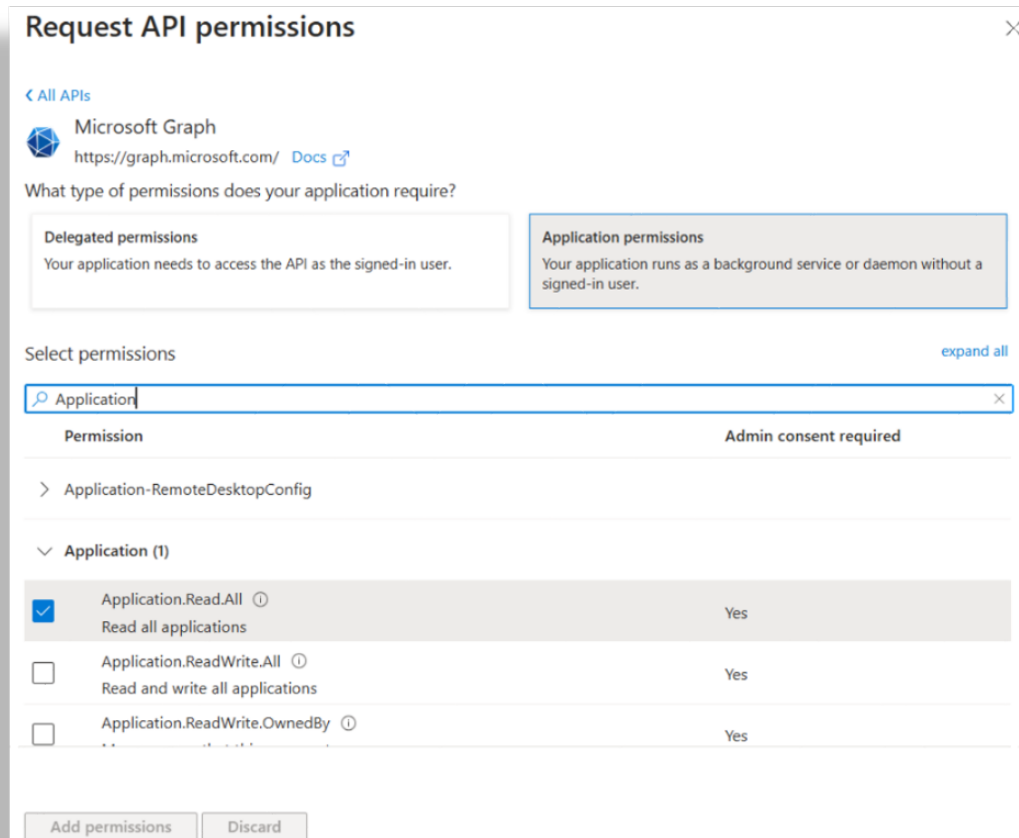 Request API permissions
All APIs
Microsoft Graph
https://graph.microsoft.com/ Docs
What type of permissions does your application require?
Delegated permissions
Your application needs to access the API as the signed-in user.
Application permissions
Your application runs as a background service or daemon without a
signed-in user.
Select permissions
expand all
Application
Permission Admin consent required
Application-RemoteDesktopConfig
Application (1)
Application.Read.All
Read all applications
Yes
Application.ReadWrite.All
Read and write all applications
Yes
Application.ReadWrite.OwnedBy
Yes
Add permissions Discard